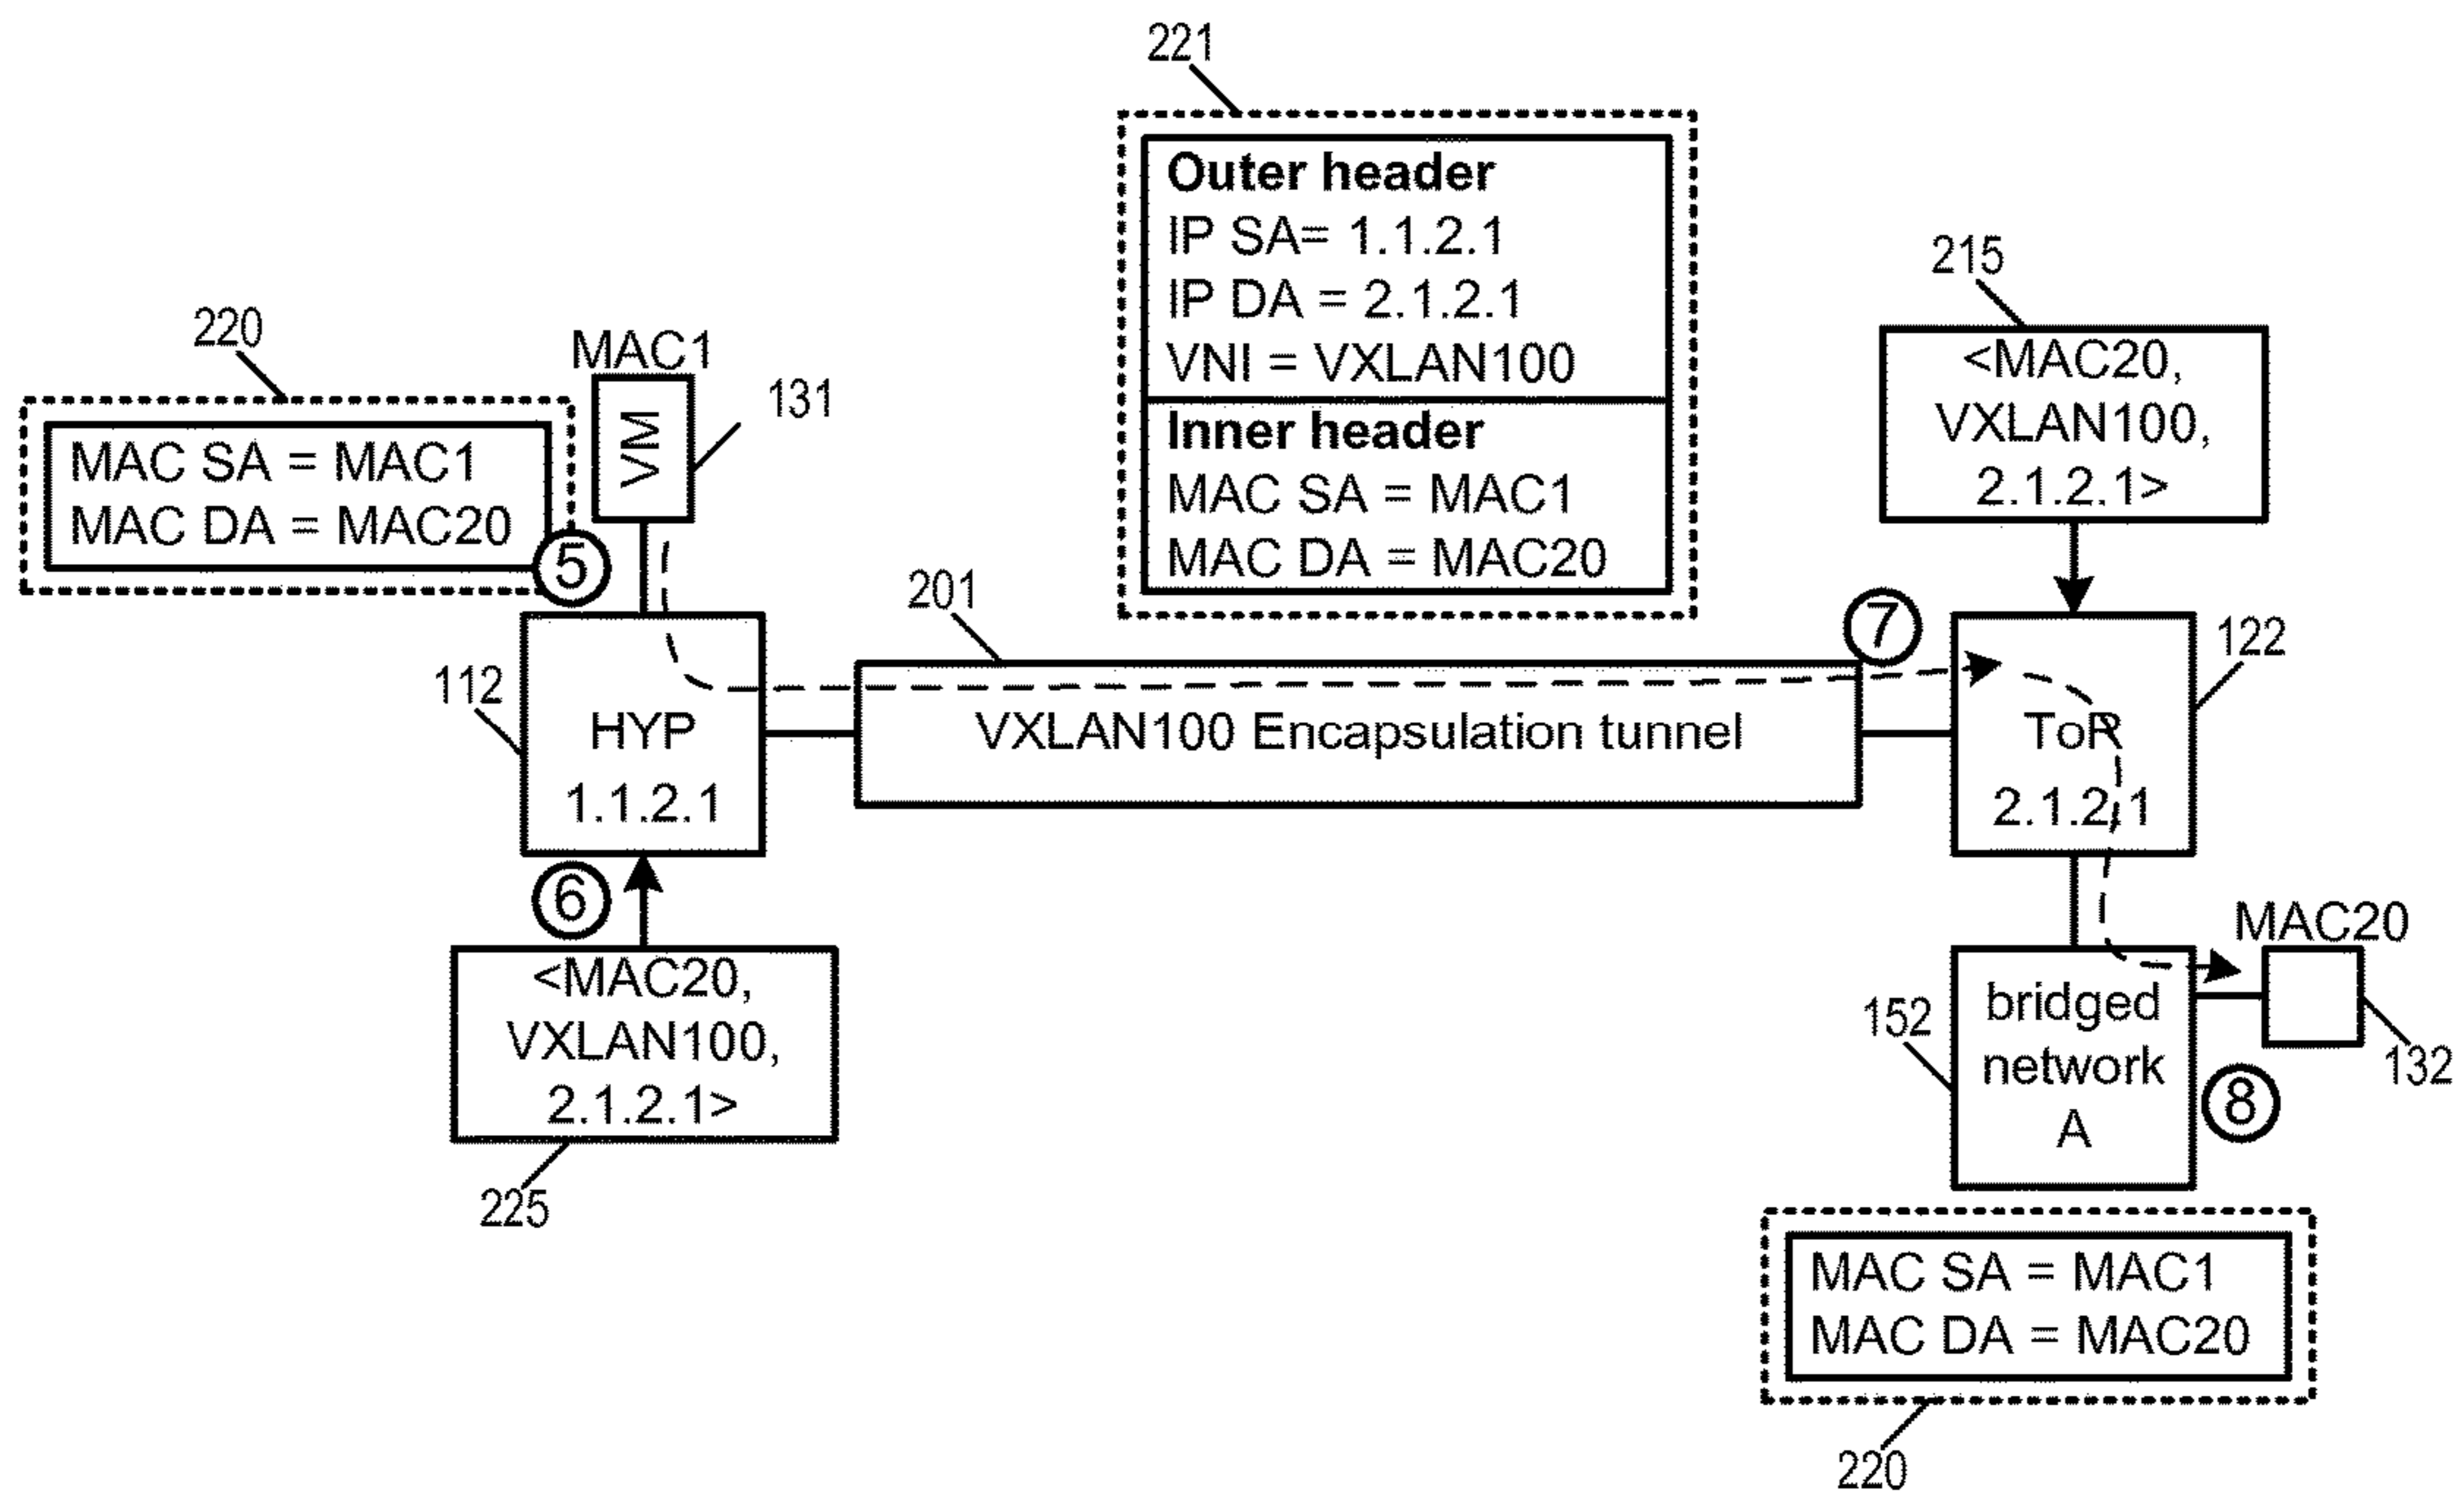 221
Outer header
IP SA= 1.1.2.1
IP DA = 2.1.2.1
VNI = VXLAN100
Inner header
MAC SA = MAC1
MAC DA = MAC20
215
<MAC20,
VXLAN100,
2.1.2.1>
220
MAC1
VM
131
MAC SA = MAC1
MAC DA = MAC20
5
201
7
122
112
HYP
1.1.2.1
VXLAN100 Encapsulation tunnel
ToR
2.1.2.1
6
<MAC20,
VXLAN100,
2.1.2.1>
225
MAC20
152
bridged
network
A
132
8
MAC SA = MAC1
MAC DA = MAC20
220